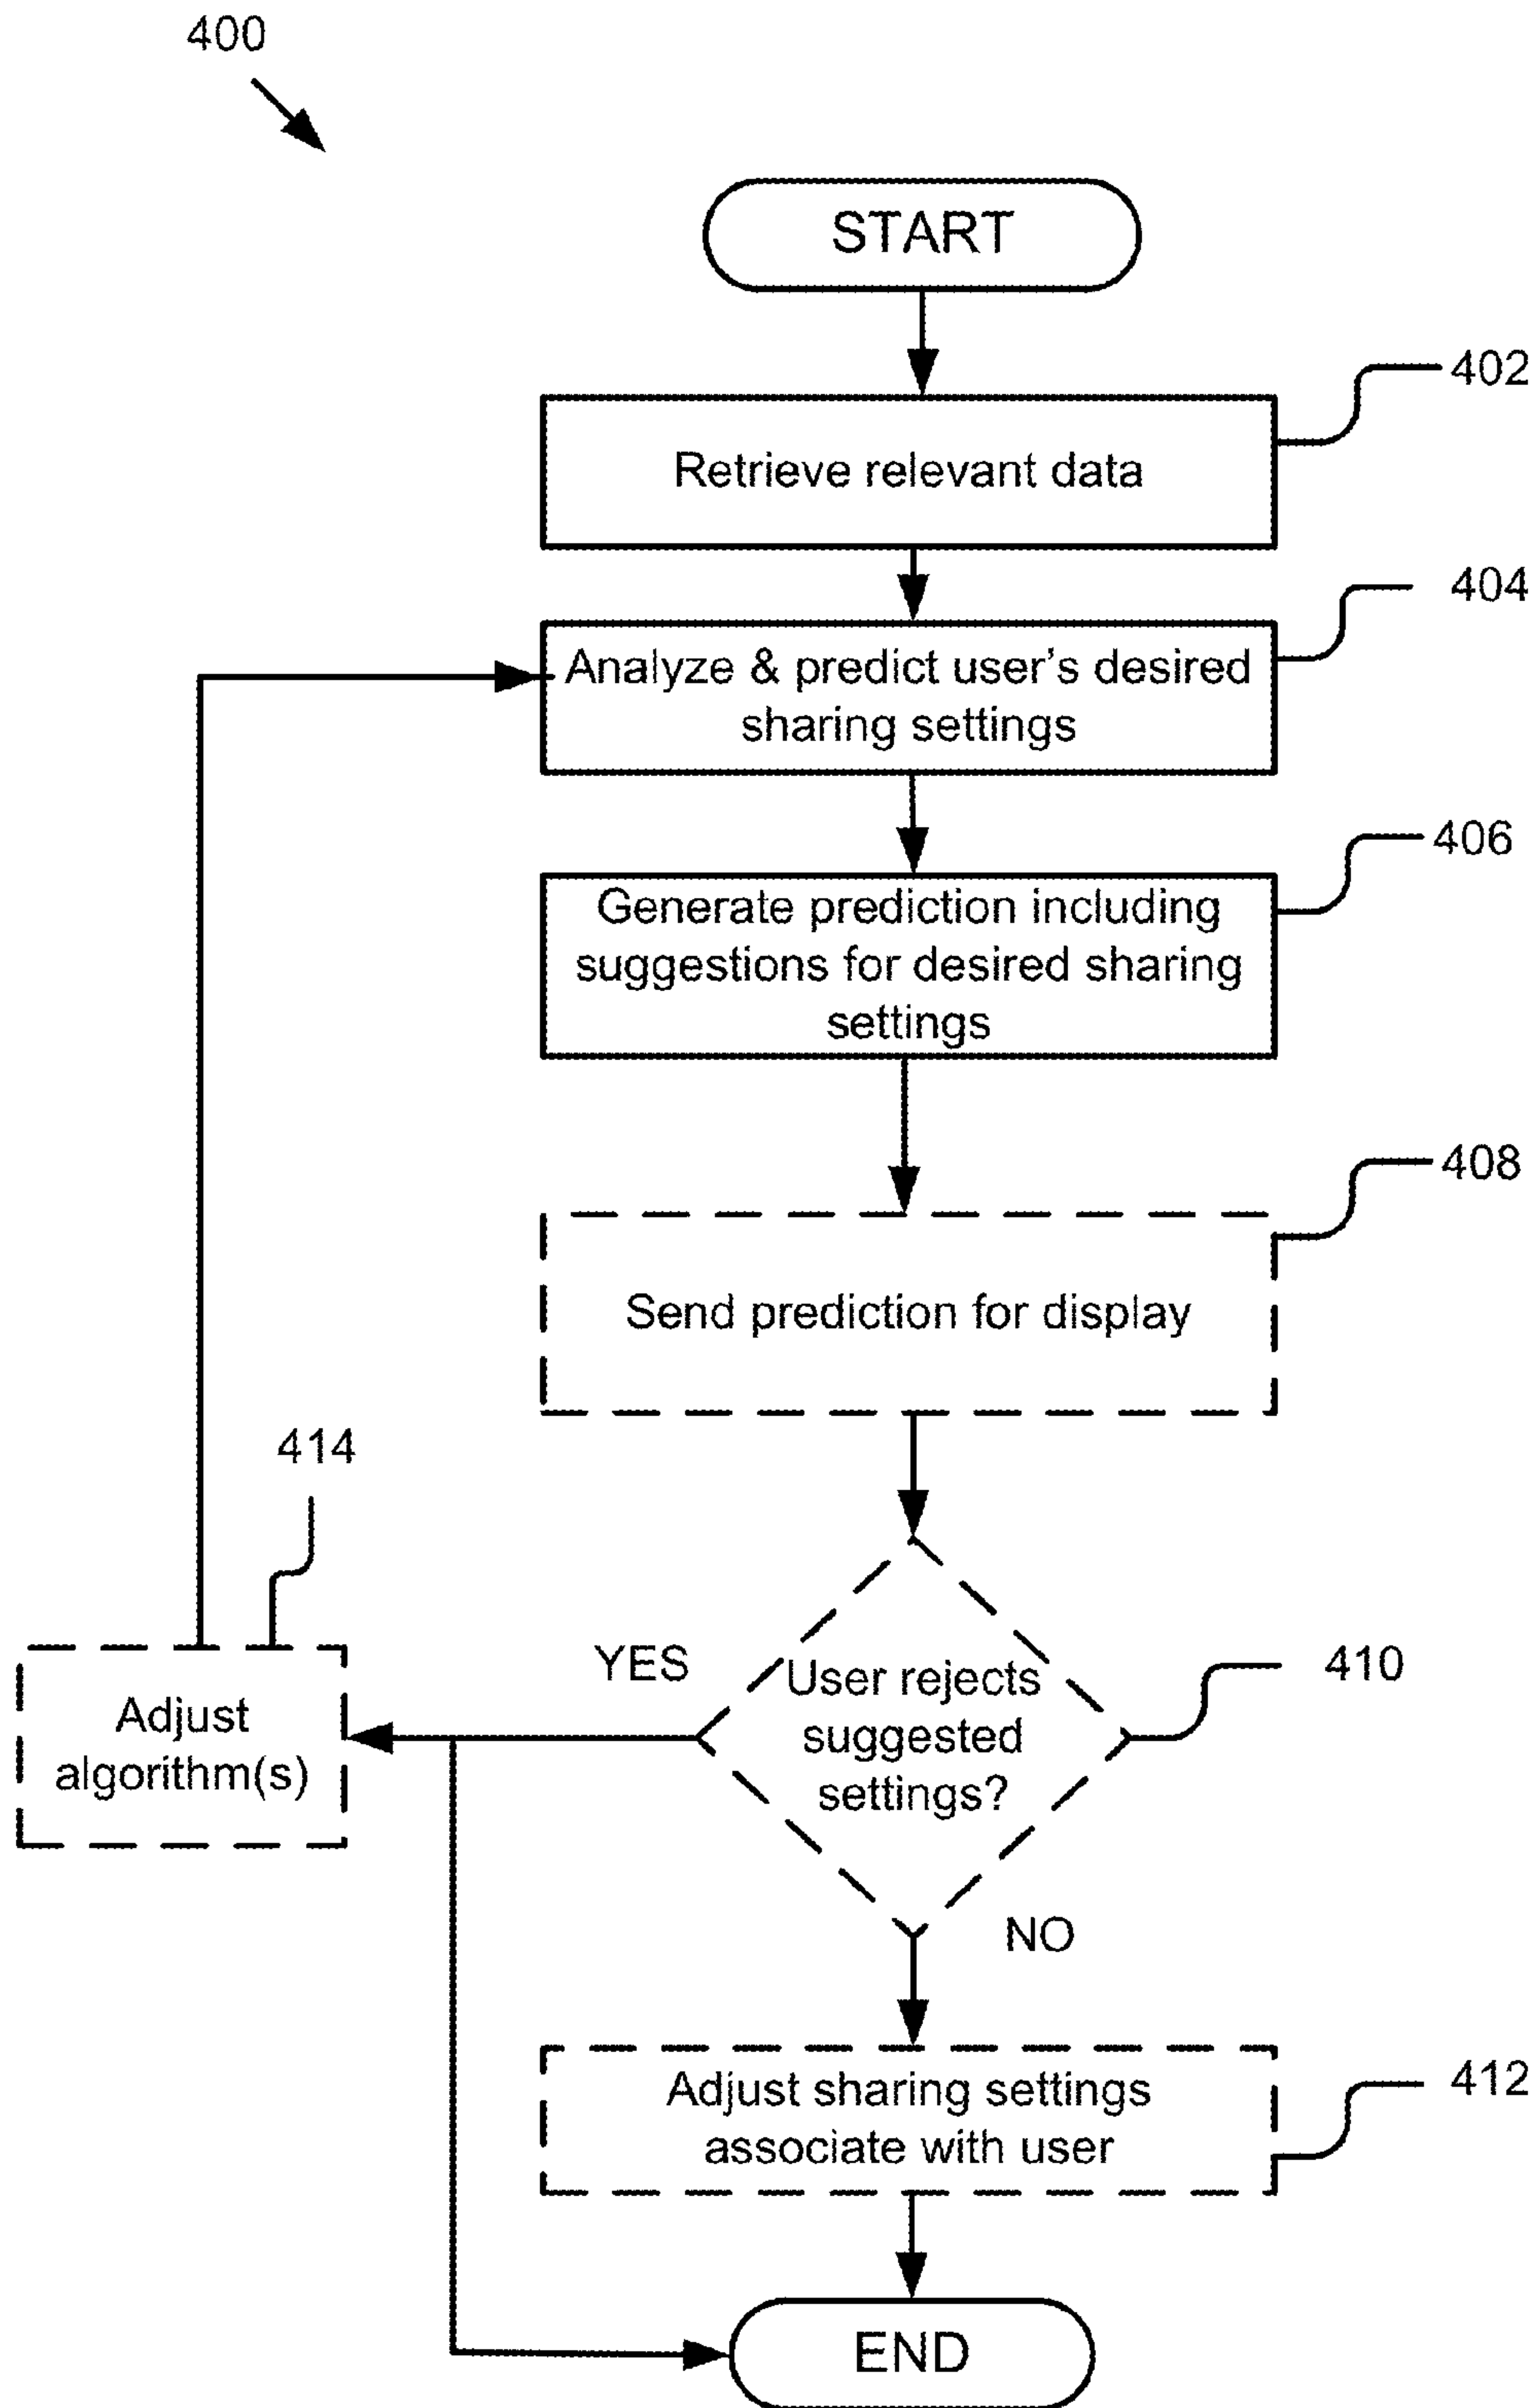 400
START
402
Retrieve relevant data
404
Analyze & predict user's desired
sharing settings
406
Generate prediction including
suggestions for desired sharing
settings
408
Send prediction for display
414
YES
User rejects
suggested
settings?
410
Adjust
algorithm(s)
NO
Adjust sharing settings
associate with user
412
END